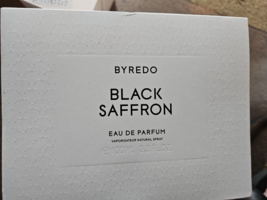 BYREDO
BLACK
SAFFRON
EAU DE PARFUM
VAPORISATEUR NATURAL SPRAY